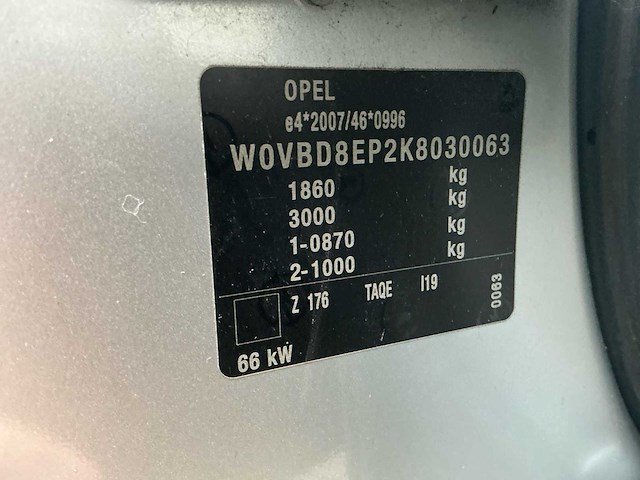 OPEL
e4*2007/46*0996
W0VBD8EP2K8030063
1860 kg
3000 kg
1-0870 kg
2-1000 kg
Z 176 TAQE I19 0063
66 kW